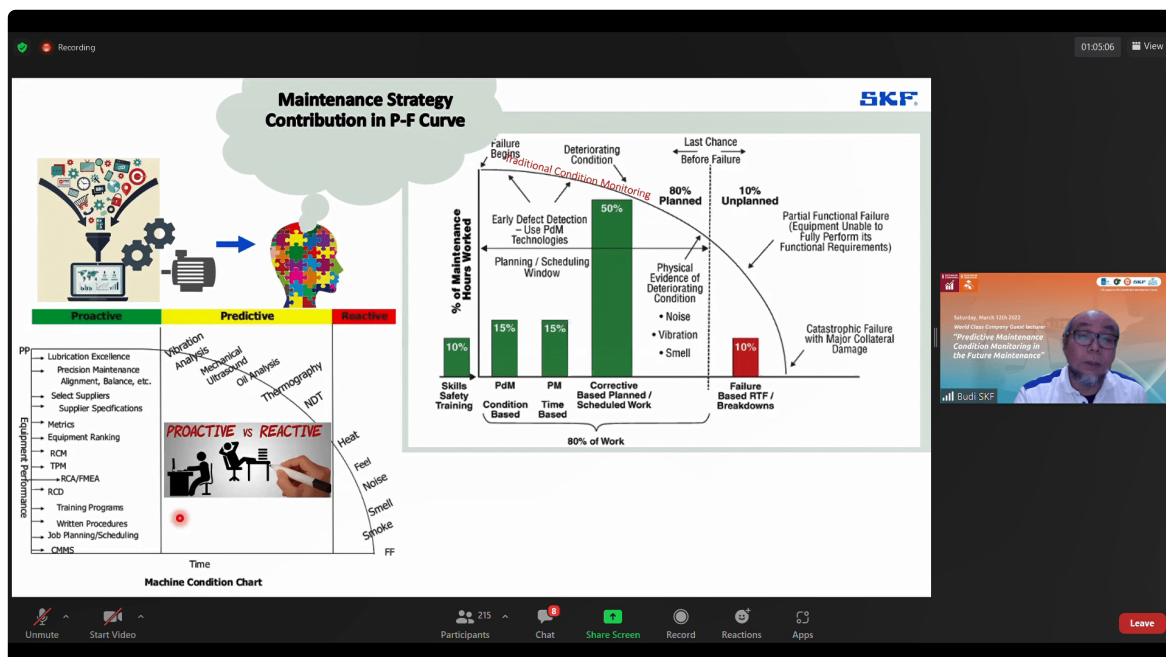 Recording
01:05:06
View
Maintenance Strategy
Contribution in P-F Curve
SKF
Proactive
Predictive
Reactive
PP
Lubrication Excellence
Precision Maintenance
Alignment, Balance, etc.
Select Suppliers
Supplier Specifications
Metrics
Equipment Ranking
RCM
TPM
RCA/FMEA
RCD
Training Programs
Written Procedures
Job Planning/Scheduling
CMMS
Equipment Performance
Vibration
Analysis
Mechanical
Ultrasound
Oil Analysis
Thermography
NDT
PROACTIVE VS REACTIVE
Heat
Feel
Noise
Smell
Smoke
FF
Time
Machine Condition Chart
Failure
Begins
Traditional Condition Monitoring
Deteriorating
Condition
Last Chance
Before Failure
80%
Planned
10%
Unplanned
50%
Early Defect Detection
– Use PdM
Technologies
Planning / Scheduling
Window
Partial Functional Failure
(Equipment Unable to
Fully Perform its
Functional Requirements)
Physical
Evidence of
Deteriorating
Condition
• Noise
• Vibration
• Smell
Catastrophic Failure
with Major Collateral
Damage
% of Maintenance
Hours Worked
10%
15%
15%
10%
Skills
Safety
Training
PdM
Condition
Based
PM
Time
Based
Corrective
Based Planned /
Scheduled Work
Failure
Based RTF /
Breakdowns
80% of Work
SKF
Saturday, March 12th 2022
World Class Company Guest lecturer
"Predictive Maintenance
Condition Monitoring in
the Future Maintenance"
Budi SKF
Unmute
Start Video
215
Participants
8
Chat
Share Screen
Record
Reactions
Apps
Leave